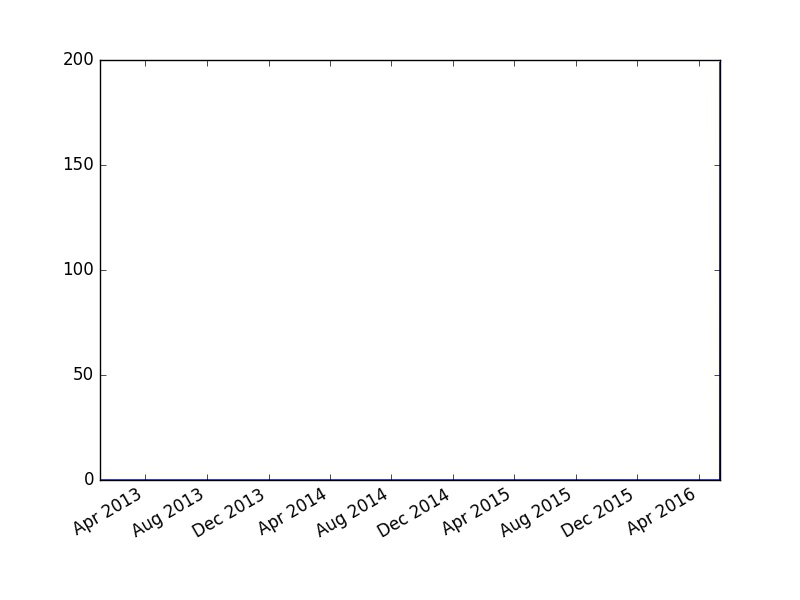 200
150
100
50
0
Apr 2013
Aug 2013
Dec 2013
Apr 2014
Aug 2014
Dec 2014
Apr 2015
Aug 2015
Dec 2015
Apr 2016